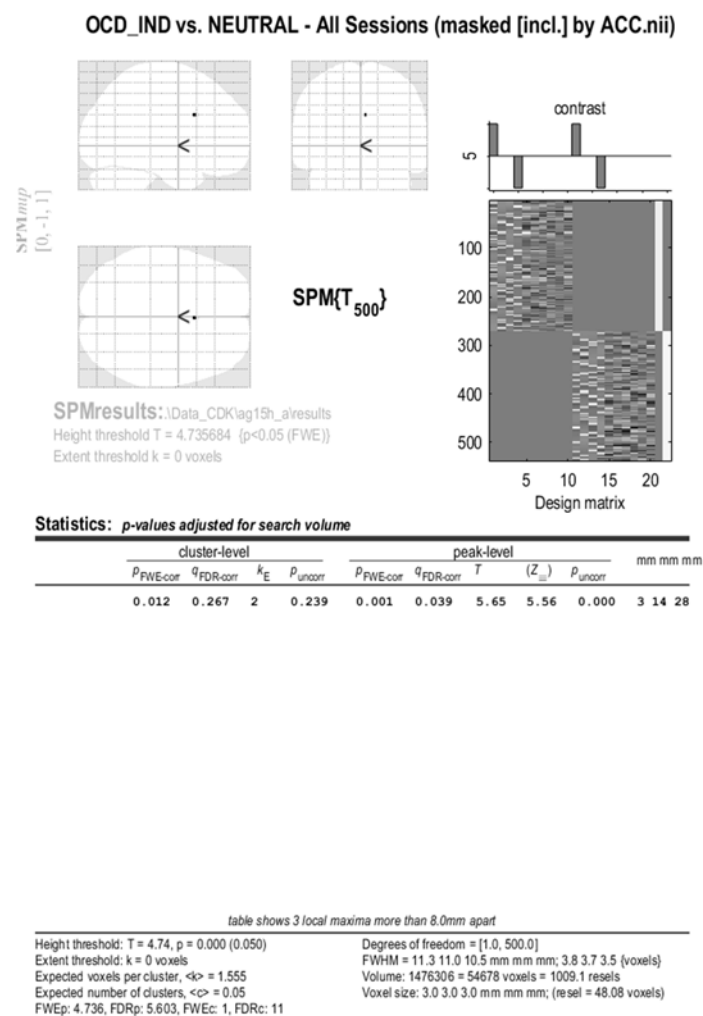 OCD_IND vs. NEUTRAL - All Sessions (masked [incl.] by ACC.nii)
SPMmip
[0, -1, 1]
<
<
<
SPM{T500}
contrast
5
100
200
300
400
500
5 10 15 20
Design matrix
SPMresults:.\Data_CDK\ag15h_a\results
Height threshold T = 4.735684 {p<0.05 (FWE)}
Extent threshold k = 0 voxels
Statistics: p-values adjusted for search volume
cluster-level peak-level mm mm mm
pFWE-corr qFDR-corr kE puncorr pFWE-corr qFDR-corr T (Z≡) puncorr
0.012 0.267 2 0.239 0.001 0.039 5.65 5.56 0.000 3 14 28
table shows 3 local maxima more than 8.0mm apart
Height threshold: T = 4.74, p = 0.000 (0.050)
Extent threshold: k = 0 voxels
Expected voxels per cluster, <k> = 1.555
Expected number of clusters, <c> = 0.05
FWEp: 4.736, FDRp: 5.603, FWEc: 1, FDRc: 11
Degrees of freedom = [1.0, 500.0]
FWHM = 11.3 11.0 10.5 mm mm mm; 3.8 3.7 3.5 {voxels}
Volume: 1476306 = 54678 voxels = 1009.1 resels
Voxel size: 3.0 3.0 3.0 mm mm mm; (resel = 48.08 voxels)